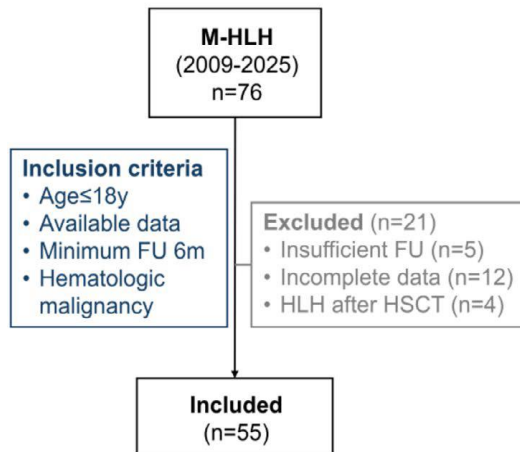 M-HLH
(2009-2025)
n=76
Inclusion criteria
• Age≤18y
• Available data
• Minimum FU 6m
• Hematologic
malignancy
Excluded (n=21)
• Insufficient FU (n=5)
• Incomplete data (n=12)
• HLH after HSCT (n=4)
Included
(n=55)